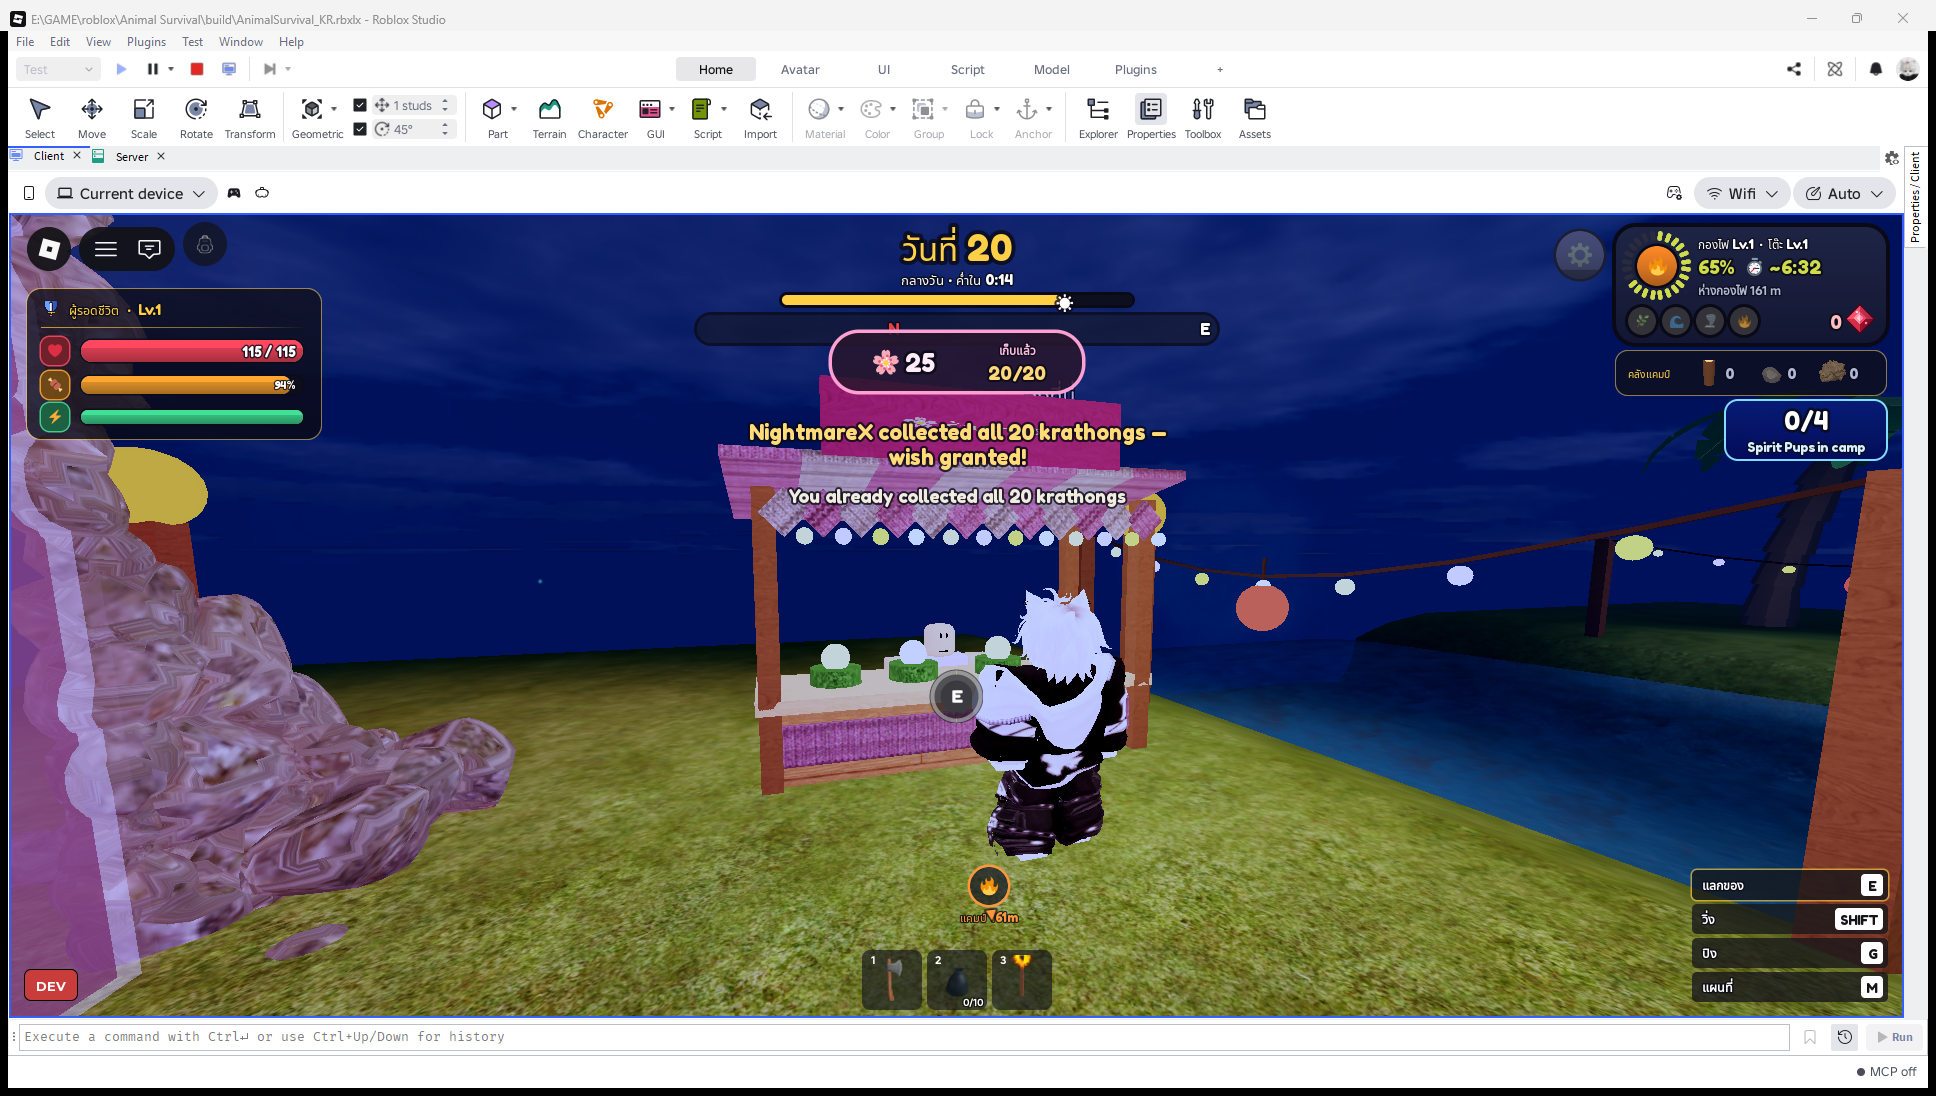 E:\GAME\roblox\Animal Survival\build\AnimalSurvival_KR.rbxlx - Roblox Studio
File Edit View Plugins Test Window Help
Test
Home Avatar UI Script Model Plugins +
1 studs
45°
Select Move Scale Rotate Transform Geometric Part Terrain Character GUI Script Import Material Color Group Lock Anchor Explorer Properties Toolbox Assets
Client Server
Properties / Client
Current device
Wifi Auto
วันที่ 20
กลางวัน • ค่ำใน 0:14
N E
ผู้รอดชีวิต · Lv.1
115 / 115
94%
กองไฟ Lv.1 · โต๊ะ Lv.1
65% ~6:32
ห่างกองไฟ 161 m
0
คลังแคมป์ 0 0 0
0/4
Spirit Pups in camp
25
เก็บแล้ว
20/20
NightmareX collected all 20 krathongs —
wish granted!
You already collected all 20 krathongs
E
แคมป์ 61m
1 2 3
0/10
แลกของ E
วิ่ง SHIFT
ปิง G
แผนที่ M
DEV
Execute a command with Ctrl↵ or use Ctrl+Up/Down for history
Run
MCP off